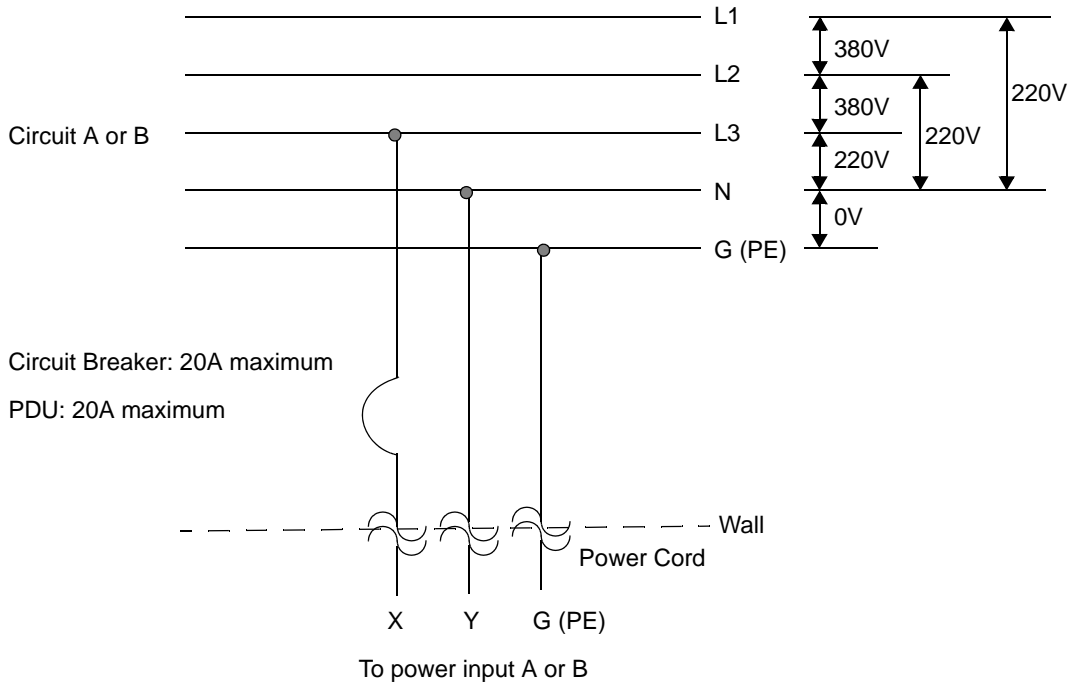 L1
380V
L2
220V
Circuit A or B
380V
L3
220V
220V
N
0V
G (PE)
Circuit Breaker: 20A maximum
PDU: 20A maximum
Wall
Power Cord
X Y G (PE)
To power input A or B